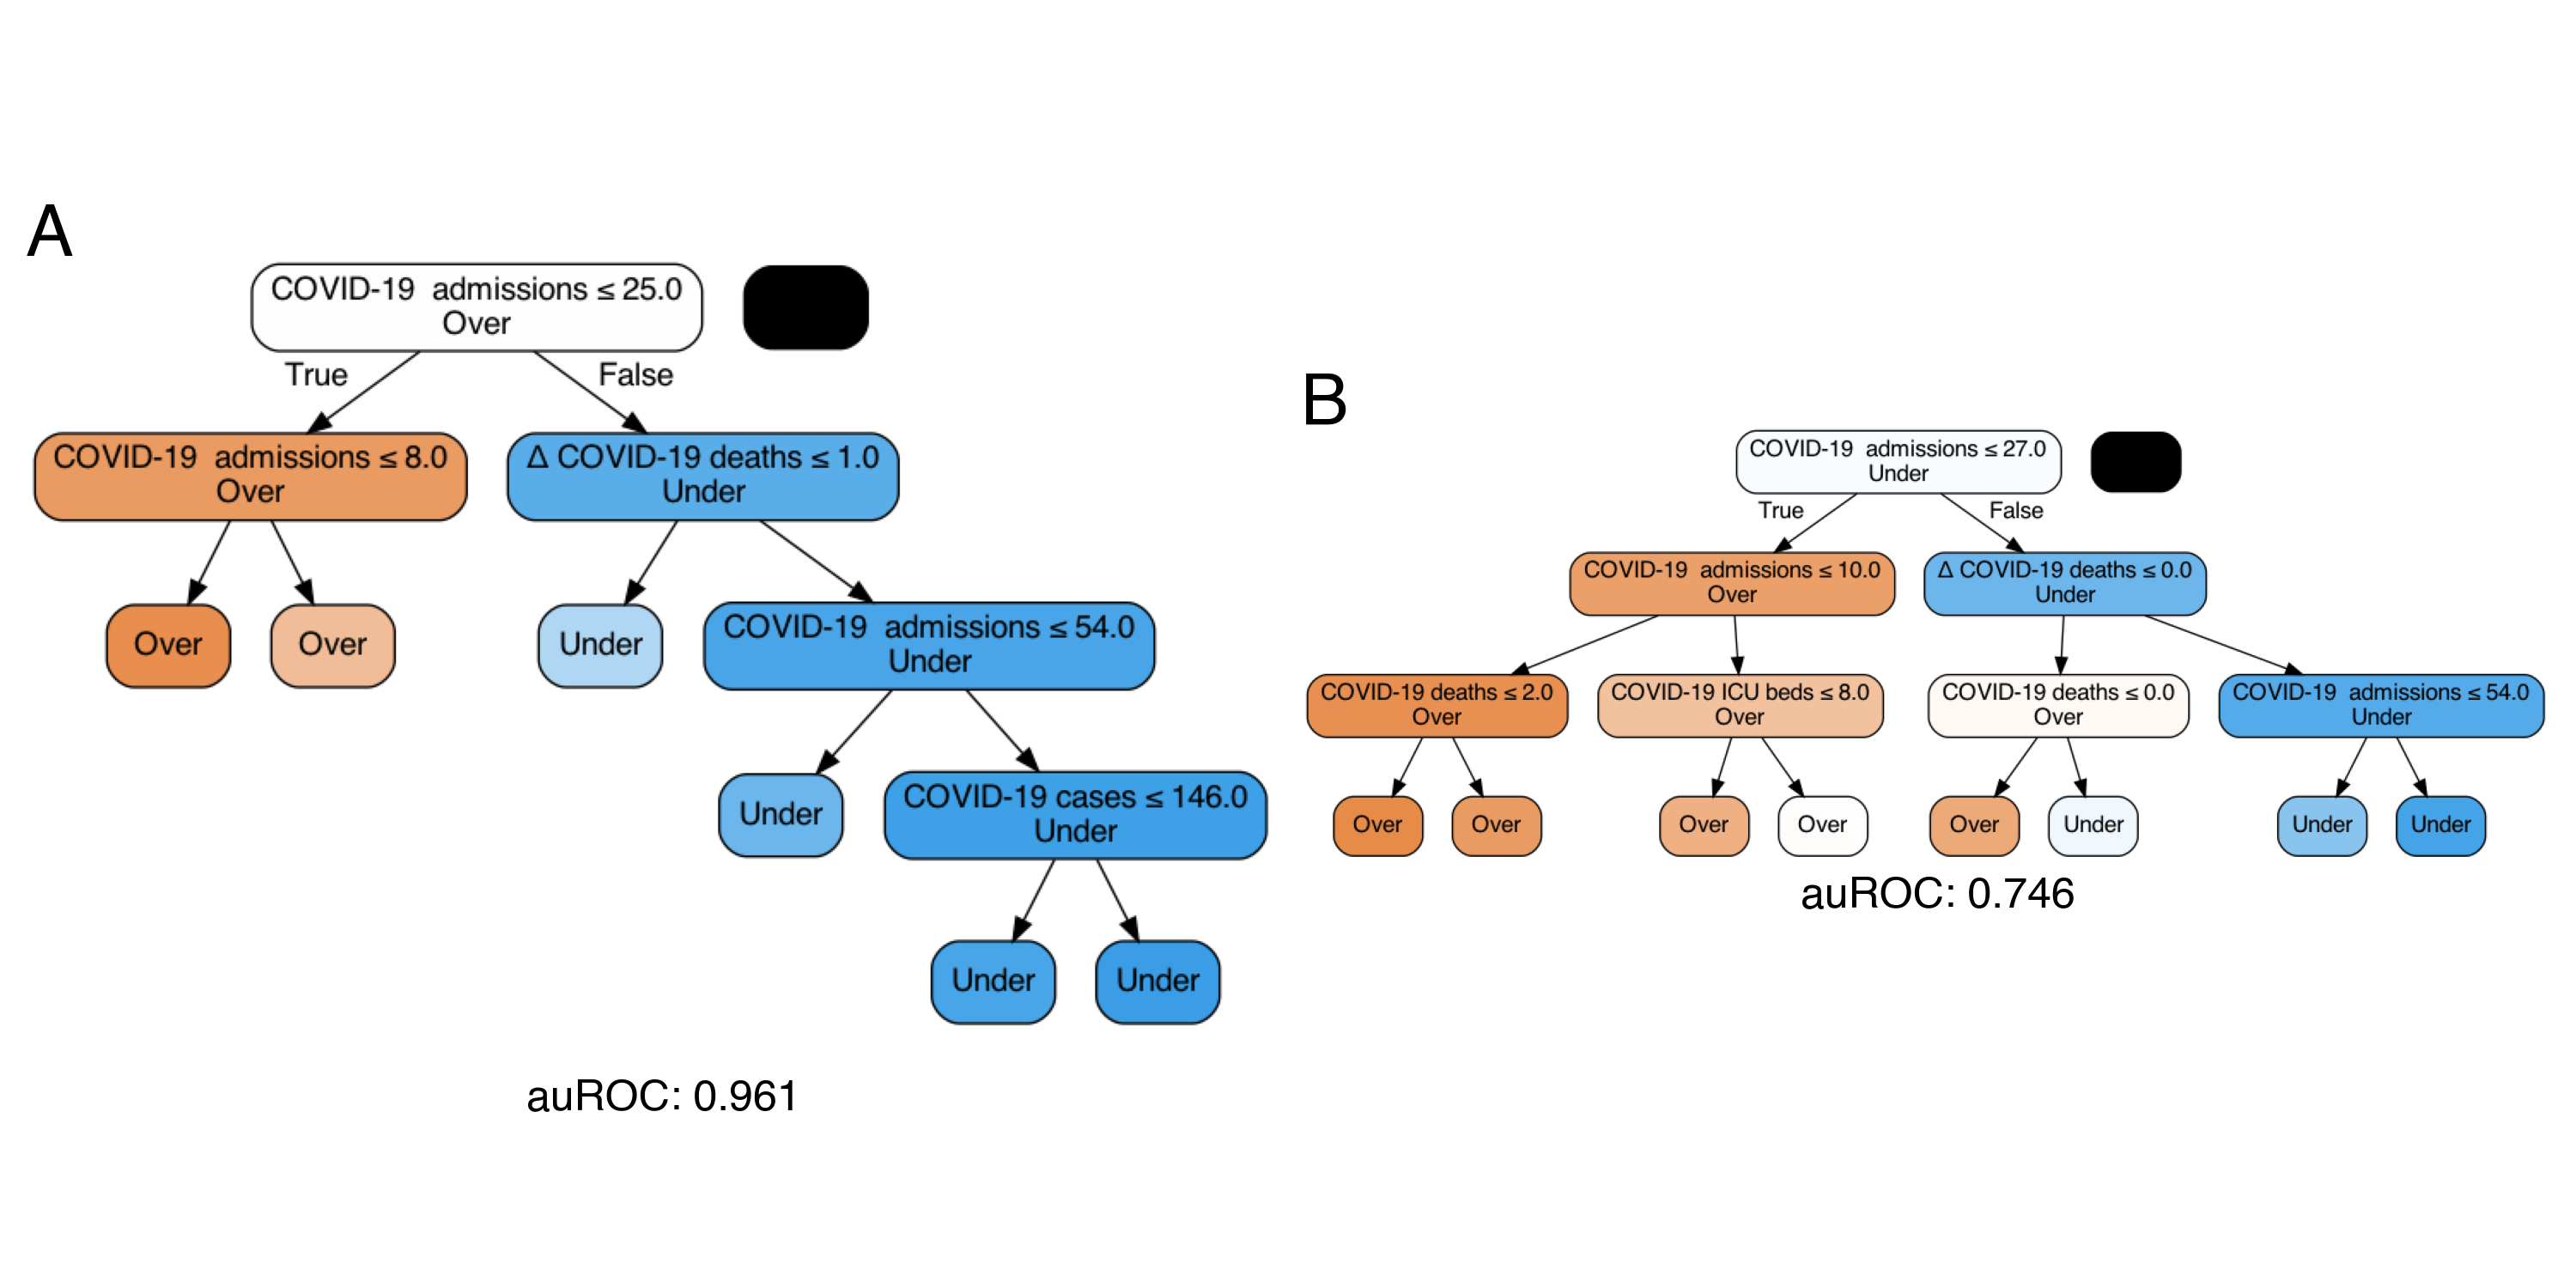 A
COVID-19  admissions ≤ 25.0
Over
True
False
COVID-19  admissions ≤ 8.0
Over
Δ COVID-19 deaths ≤ 1.0
Under
Over
Over
Under
COVID-19  admissions ≤ 54.0
Under
Under
COVID-19 cases ≤ 146.0
Under
Under
Under
auROC: 0.961
B
COVID-19  admissions ≤ 27.0
Under
True
False
COVID-19  admissions ≤ 10.0
Over
Δ COVID-19 deaths ≤ 0.0
Under
COVID-19 deaths ≤ 2.0
Over
COVID-19 ICU beds ≤ 8.0
Over
COVID-19 deaths ≤ 0.0
Over
COVID-19  admissions ≤ 54.0
Under
Over
Over
Over
Over
Over
Under
Under
Under
auROC: 0.746